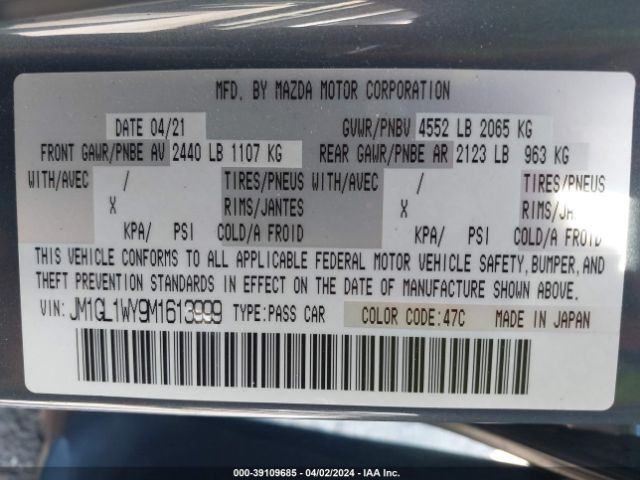 MFD. BY MAZDA MOTOR CORPORATION
DATE 04/21 GVWR/PNBV 4552 LB 2065 KG
FRONT GAWR/PNBE AV 2440 LB 1107 KG REAR GAWR/PNBE AR 2123 LB 963 KG
WITH/AVEC / TIRES/PNEUS WITH/AVEC / TIRES/PNEUS
X RIMS/JANTES X RIMS/JANTES
KPA/ PSI COLD/A FROID KPA/ PSI COLD/A FROID
THIS VEHICLE CONFORMS TO ALL APPLICABLE FEDERAL MOTOR VEHICLE SAFETY, BUMPER, AND
THEFT PREVENTION STANDARDS IN EFFECT ON THE DATE OF MANUFACTURE SHOWN ABOVE.
VIN: JM1GL1WY9M1613999 TYPE:PASS CAR COLOR CODE:47C MADE IN JAPAN
000-39109685 - 04/02/2024 - IAA Inc.